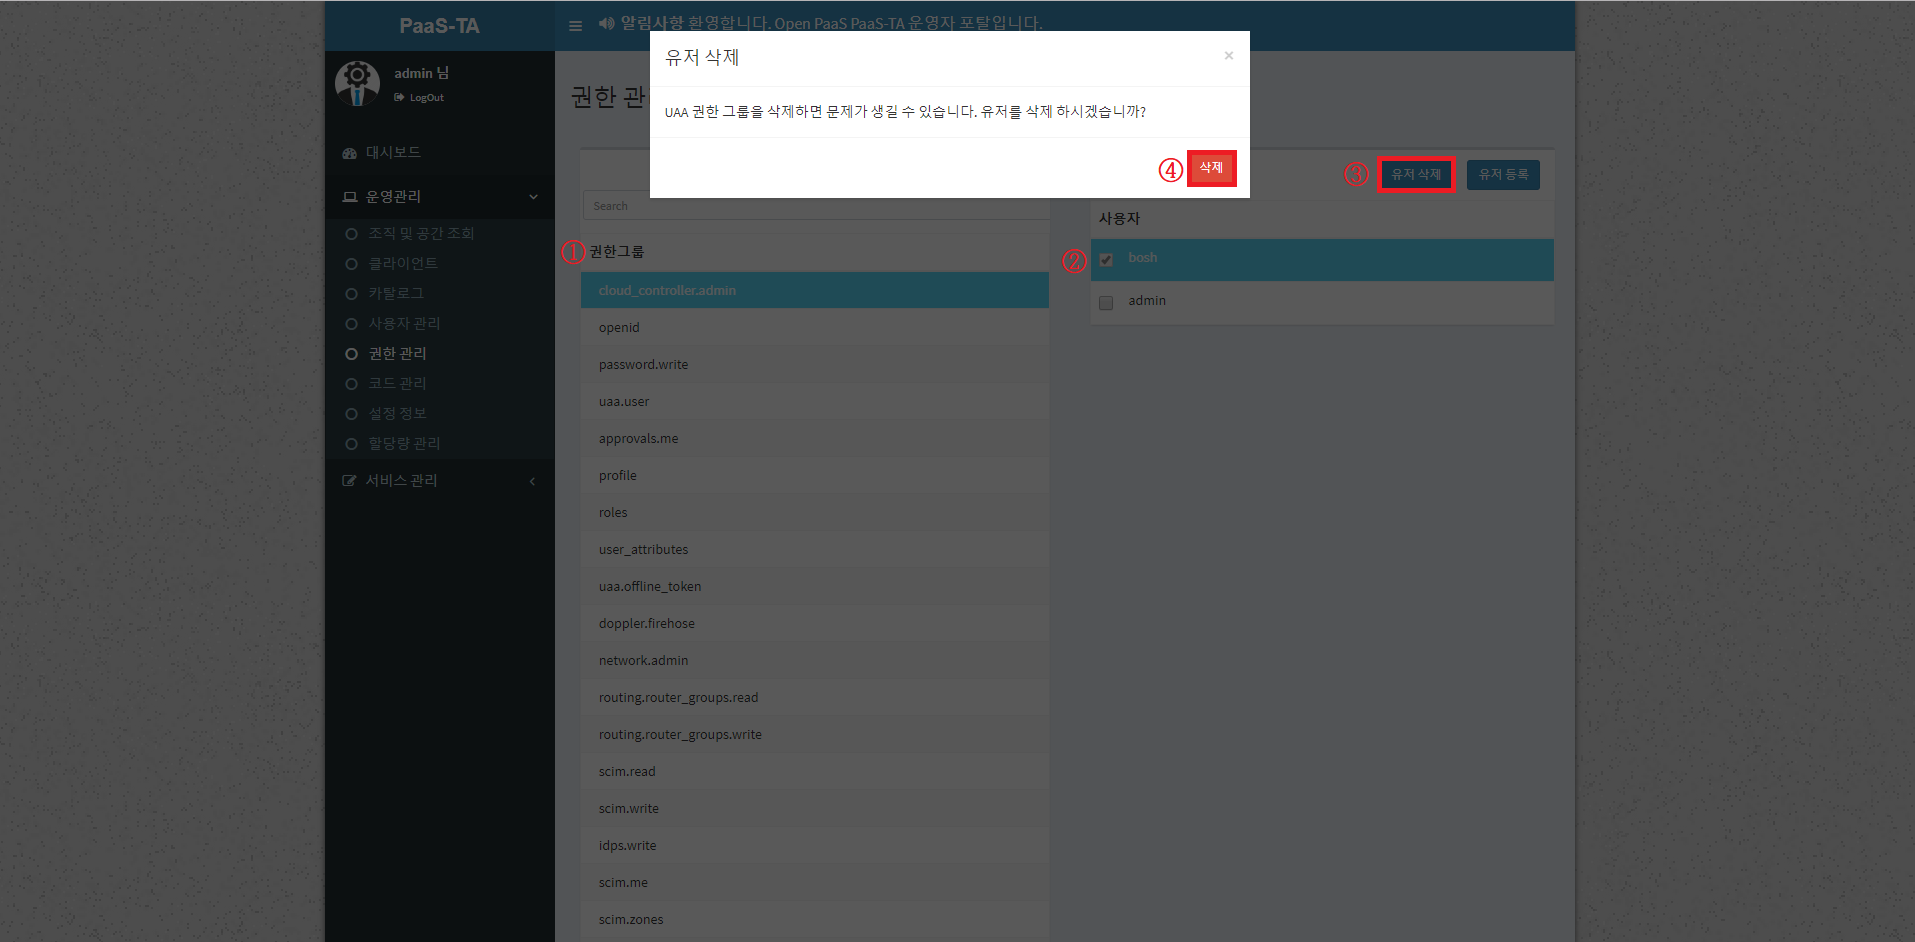 PaaS-TA
알림사항 환영합니다. Open PaaS PaaS-TA 운영자 포탈입니다.
admin 님
LogOut
대시보드
운영관리
조직 및 공간 조회
클라이언트
카탈로그
사용자 관리
권한 관리
코드 관리
설정 정보
할당량 관리
서비스 관리
권한 관
유저 삭제
×
UAA 권한 그룹을 삭제하면 문제가 생길 수 있습니다. 유저를 삭제 하시겠습니까?
④ 삭제
③ 유저 삭제
유저 등록
Search
① 권한그룹
cloud_controller.admin
openid
password.write
uaa.user
approvals.me
profile
roles
user_attributes
uaa.offline_token
doppler.firehose
network.admin
routing.router_groups.read
routing.router_groups.write
scim.read
scim.write
idps.write
scim.me
scim.zones
사용자
② bosh
admin